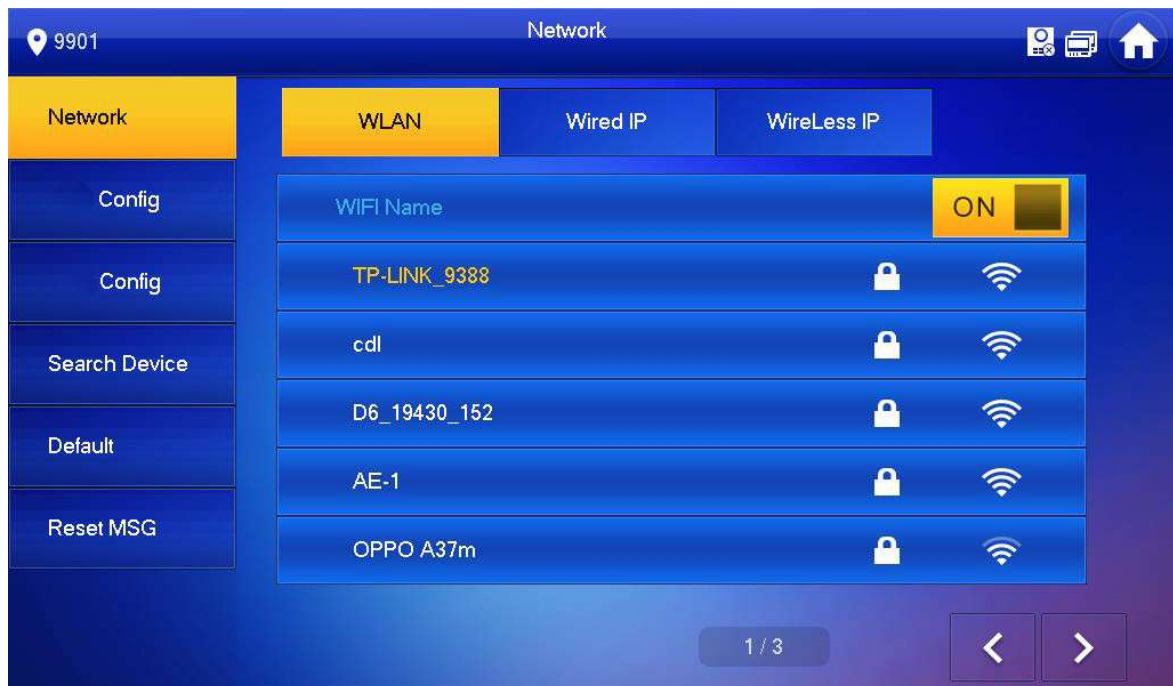 9901
Network
Network
WLAN
Wired IP
WireLess IP
Config
WIFI Name
ON
Config
TP-LINK_9388
Search Device
cdl
D6_19430_152
Default
AE-1
Reset MSG
OPPO A37m
1 / 3